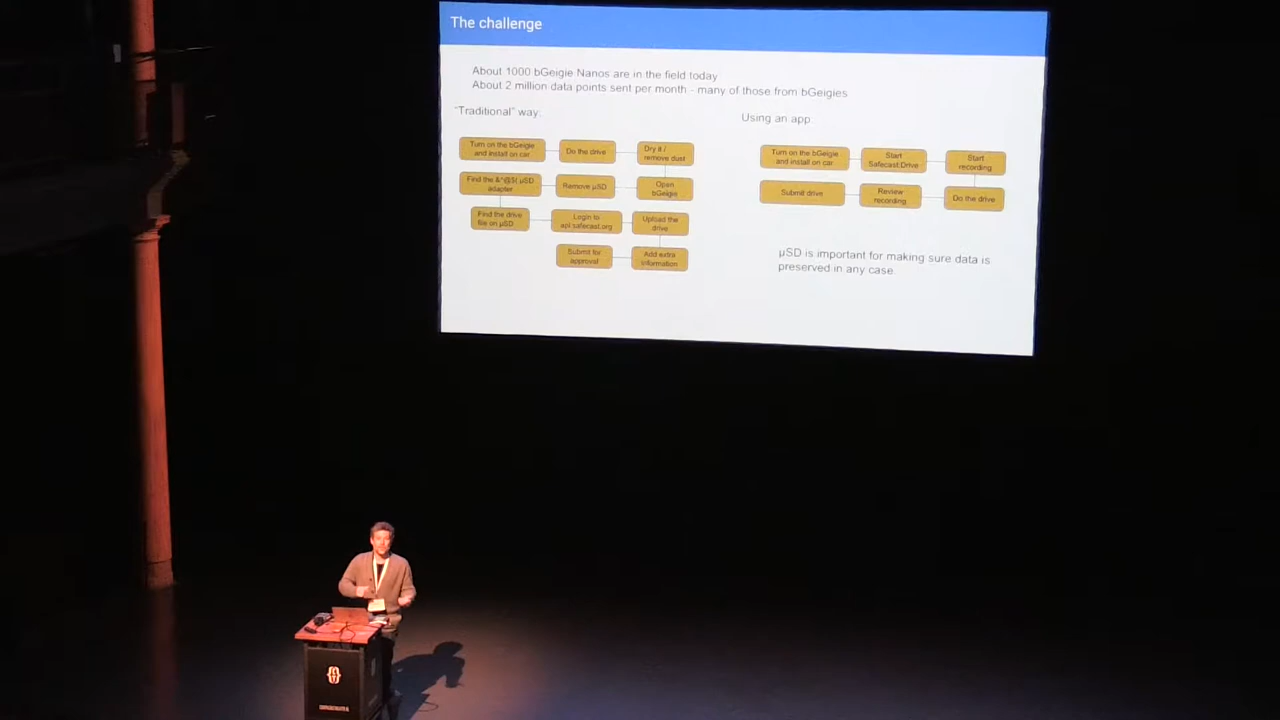 The challenge
About 1000 bGeigie Nanos are in the field today
About 2 million data points sent per month - many of those from bGeigies
"Traditional" way:
Turn on the bGeigie
and install on car
Do the drive
Dry it /
remove dust
Find the &^@$( µSD
adapter
Remove µSD
Open
bGeigie
Find the drive
file on µSD
Login to
api.safecast.org
Upload the
drive
Submit for
approval
Add extra
information
Using an app:
Turn on the bGeigie
and install on car
Start
Safecast Drive
Start
recording
Submit drive
Review
recording
Do the drive
µSD is important for making sure data is
preserved in any case